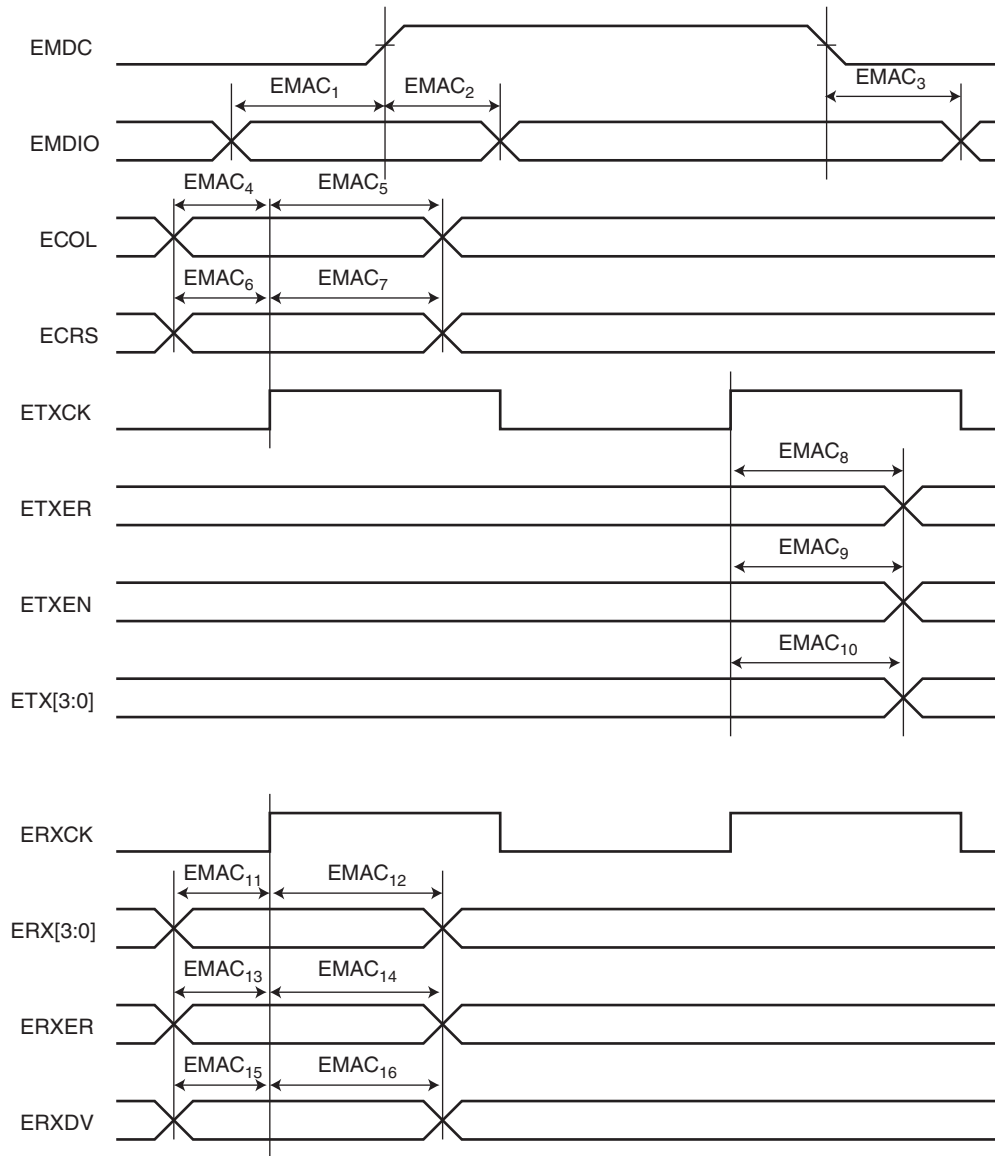 EMDC
EMAC1 EMAC2 EMAC3
EMDIO
EMAC4 EMAC5
ECOL
EMAC6 EMAC7
ECRS
ETXCK
EMAC8
ETXER
EMAC9
ETXEN
EMAC10
ETX[3:0]
ERXCK
EMAC11 EMAC12
ERX[3:0]
EMAC13 EMAC14
ERXER
EMAC15 EMAC16
ERXDV